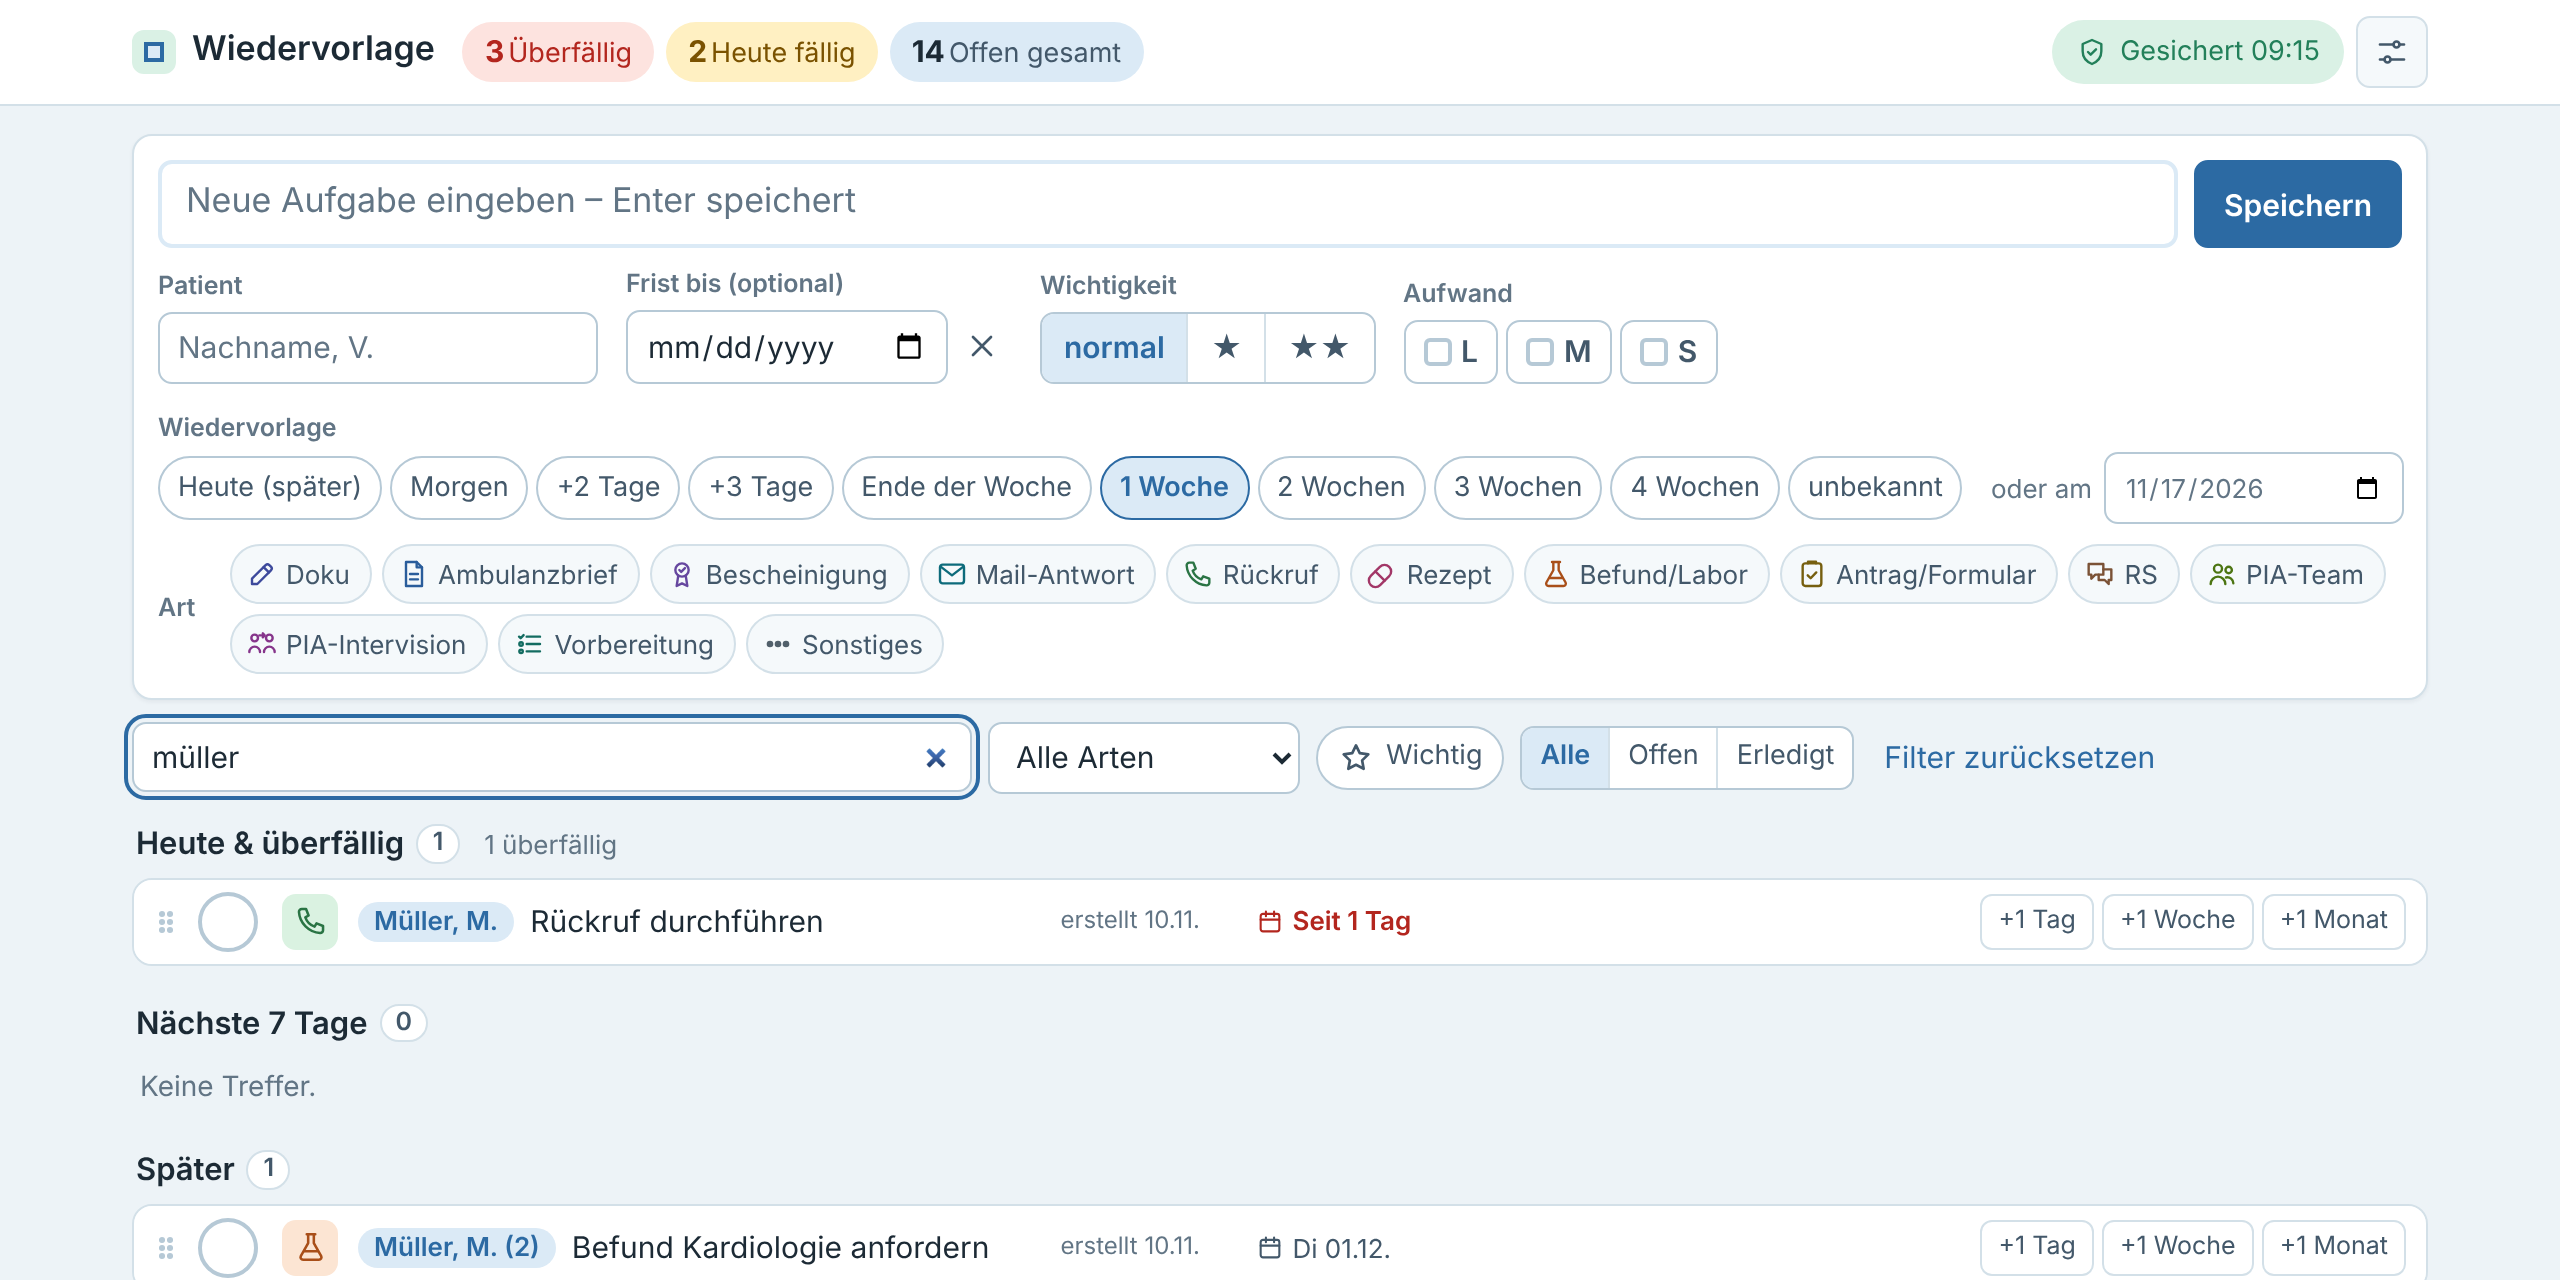 Wiedervorlage 3 Überfällig 2 Heute fällig 14 Offen gesamt Gesichert 09:15
Neue Aufgabe eingeben – Enter speichert Speichern
Patient Frist bis (optional) Wichtigkeit Aufwand
Nachname, V. mm/dd/yyyy normal ★ ★★ L M S
Wiedervorlage
Heute (später) Morgen +2 Tage +3 Tage Ende der Woche 1 Woche 2 Wochen 3 Wochen 4 Wochen unbekannt oder am 11/17/2026
Art Doku Ambulanzbrief Bescheinigung Mail-Antwort Rückruf Rezept Befund/Labor Antrag/Formular RS PIA-Team
PIA-Intervision Vorbereitung Sonstiges
müller Alle Arten Wichtig Alle Offen Erledigt Filter zurücksetzen
Heute & überfällig 1 1 überfällig
Müller, M. Rückruf durchführen erstellt 10.11. Seit 1 Tag +1 Tag +1 Woche +1 Monat
Nächste 7 Tage 0
Keine Treffer.
Später 1
Müller, M. (2) Befund Kardiologie anfordern erstellt 10.11. Di 01.12. +1 Tag +1 Woche +1 Monat